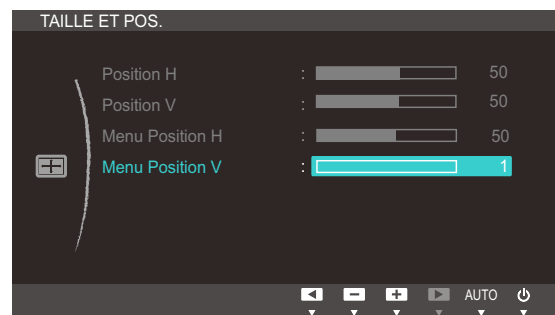 TAILLE ET POS.
Position H : 50
Position V : 50
Menu Position H : 50
Menu Position V : 1
AUTO